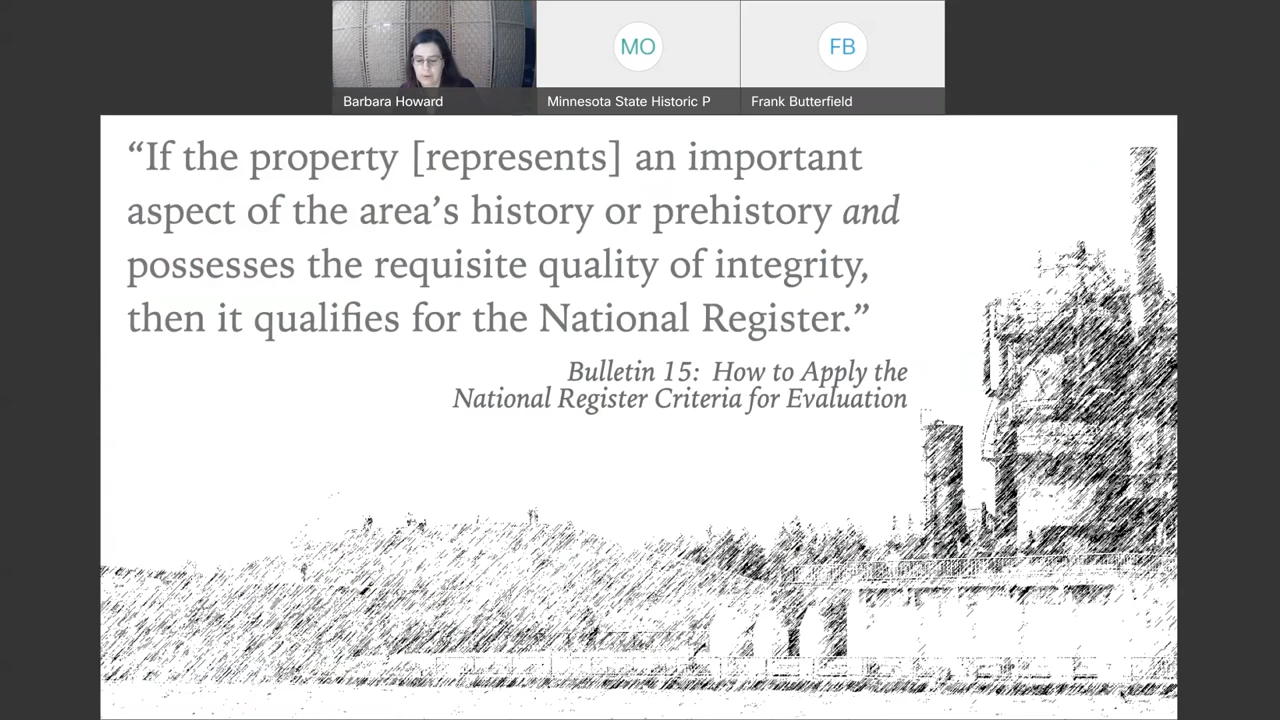 MO
FB
Barbara Howard
Minnesota State Historic P
Frank Butterfield
“If the property [represents] an important
aspect of the area’s history or prehistory and
possesses the requisite quality of integrity,
then it qualifies for the National Register.”
Bulletin 15:  How to Apply the
National Register Criteria for Evaluation